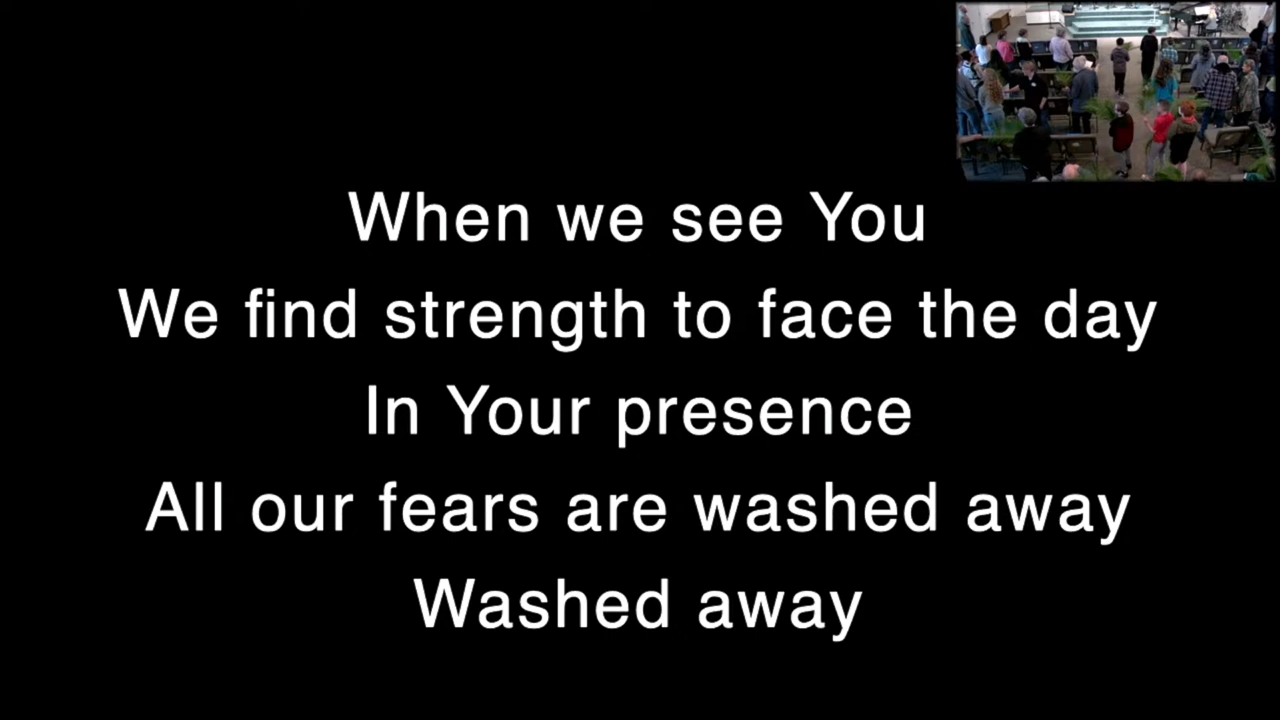 When we see You
We find strength to face the day
In Your presence
All our fears are washed away
Washed away